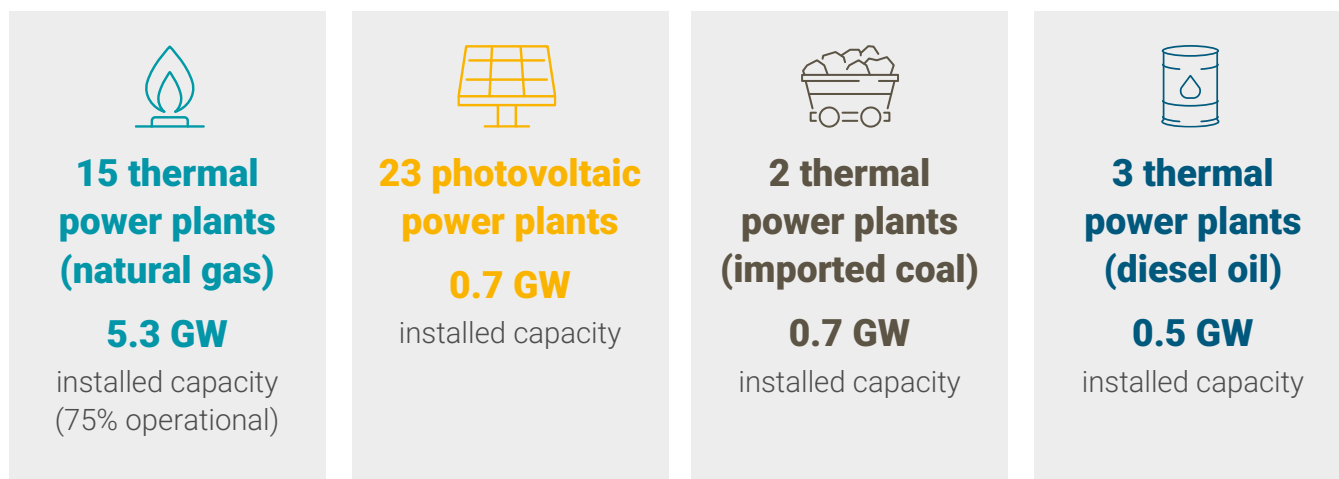 15 thermal
power plants
(natural gas)
5.3 GW
installed capacity
(75% operational)
23 photovoltaic
power plants
0.7 GW
installed capacity
2 thermal
power plants
(imported coal)
0.7 GW
installed capacity
3 thermal
power plants
(diesel oil)
0.5 GW
installed capacity